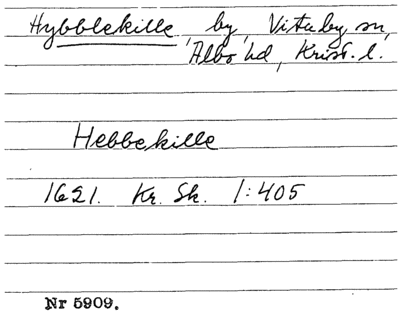 Hybblekille, by, Vitaby sn,
Albo hd, Krist. l.
Hebbekille
1621. Kr. Sk. 1:405
Nr 5909.